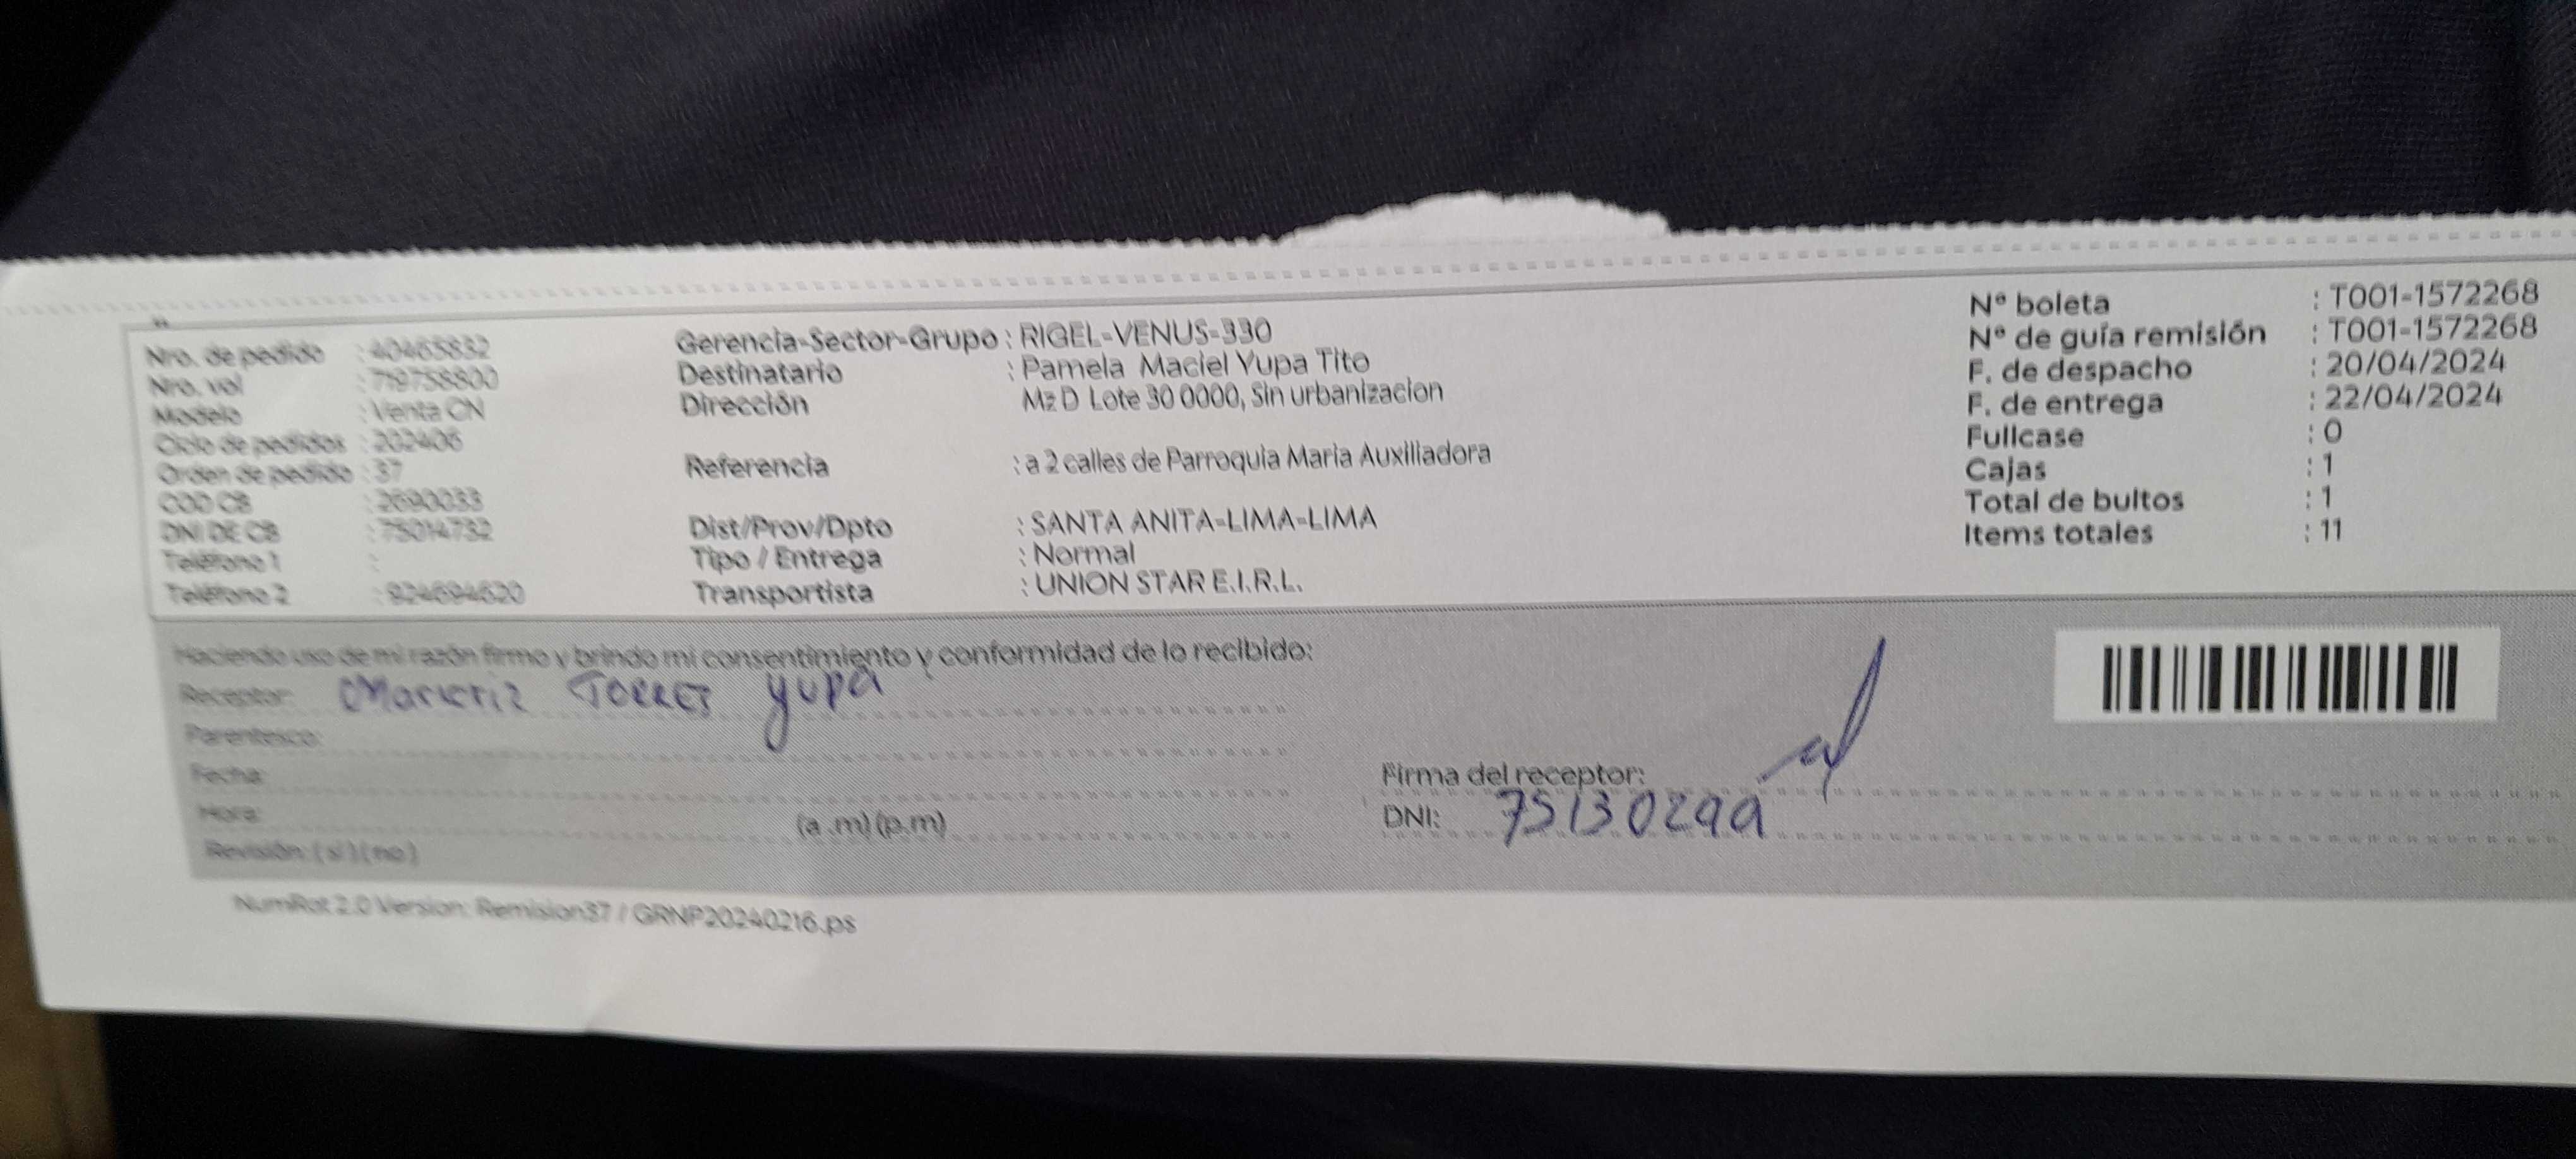 Nro. de pedido : 40465832
Nro. vol : 719758800
Modelo : Venta CN
Ciclo de pedidos : 202406
Orden de pedido : 37
COD CB : 2690033
DNI DE CB : 75014732
Teléfono 1 :
Teléfono 2 : 924694620
Gerencia-Sector-Grupo : RIGEL-VENUS-330
Destinatario : Pamela Maciel Yupa Tito
Dirección Mz D Lote 30 0000, Sin urbanizacion
Referencia : a 2 calles de Parroquia Maria Auxiliadora
Dist/Prov/Dpto : SANTA ANITA-LIMA-LIMA
Tipo / Entrega : Normal
Transportista : UNION STAR E.I.R.L.
N° boleta : T001-1572268
N° de guía remisión : T001-1572268
F. de despacho : 20/04/2024
F. de entrega : 22/04/2024
Fullcase : 0
Cajas : 1
Total de bultos : 1
Items totales : 11
Haciendo uso de mi razón firmo y brindo mi consentimiento y conformidad de lo recibido:
Receptor: Torres yupa
Parentesco:
Fecha:
Hora: (a .m) (p.m)
Revisión: ( si ) ( no )
Firma del receptor:
DNI: 75130299
NumRot 2.0 Version: Remision37 / GRNP20240216.ps